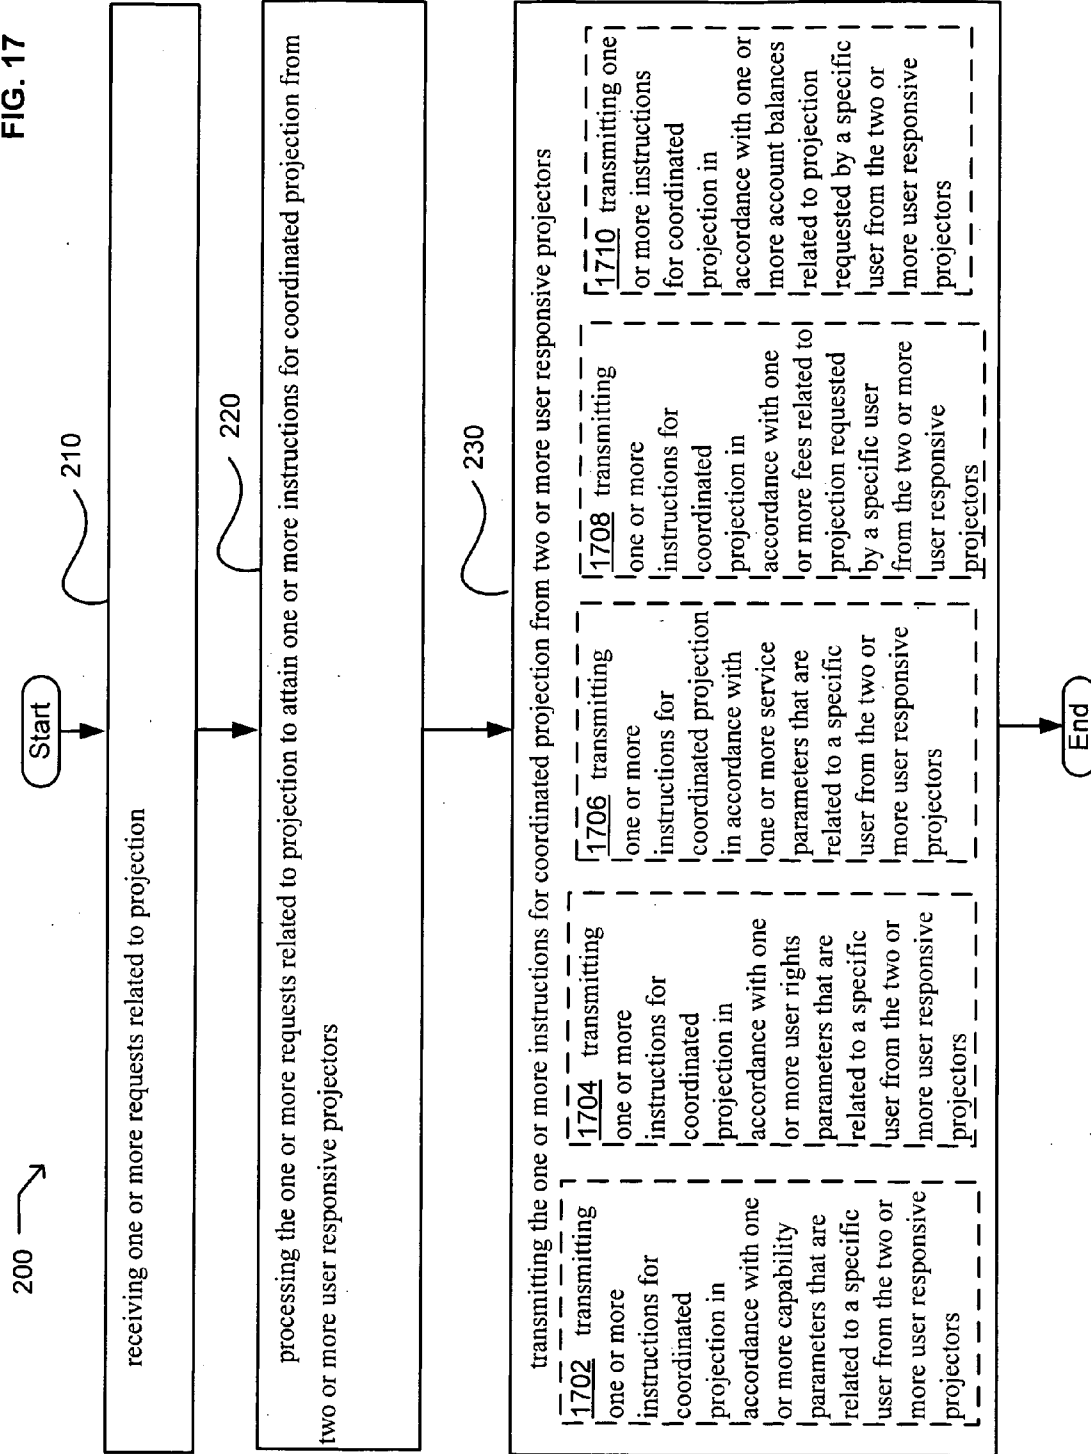 FIG. 17
200
Start
210
receiving one or more requests related to projection
220
processing the one or more requests related to projection to attain one or more instructions for coordinated projection from
two or more user responsive projectors
230
transmitting the one or more instructions for coordinated projection from two or more user responsive projectors
1702 transmitting
one or more
instructions for
coordinated
projection in
accordance with one
or more capability
parameters that are
related to a specific
user from the two or
more user responsive
projectors
1704 transmitting
one or more
instructions for
coordinated
projection in
accordance with one
or more user rights
parameters that are
related to a specific
user from the two or
more user responsive
projectors
1706 transmitting
one or more
instructions for
coordinated projection
in accordance with
one or more service
parameters that are
related to a specific
user from the two or
more user responsive
projectors
1708 transmitting
one or more
instructions for
coordinated
projection in
accordance with one
or more fees related to
projection requested
by a specific user
from the two or more
user responsive
projectors
1710 transmitting one
or more instructions
for coordinated
projection in
accordance with one or
more account balances
related to projection
requested by a specific
user from the two or
more user responsive
projectors
End